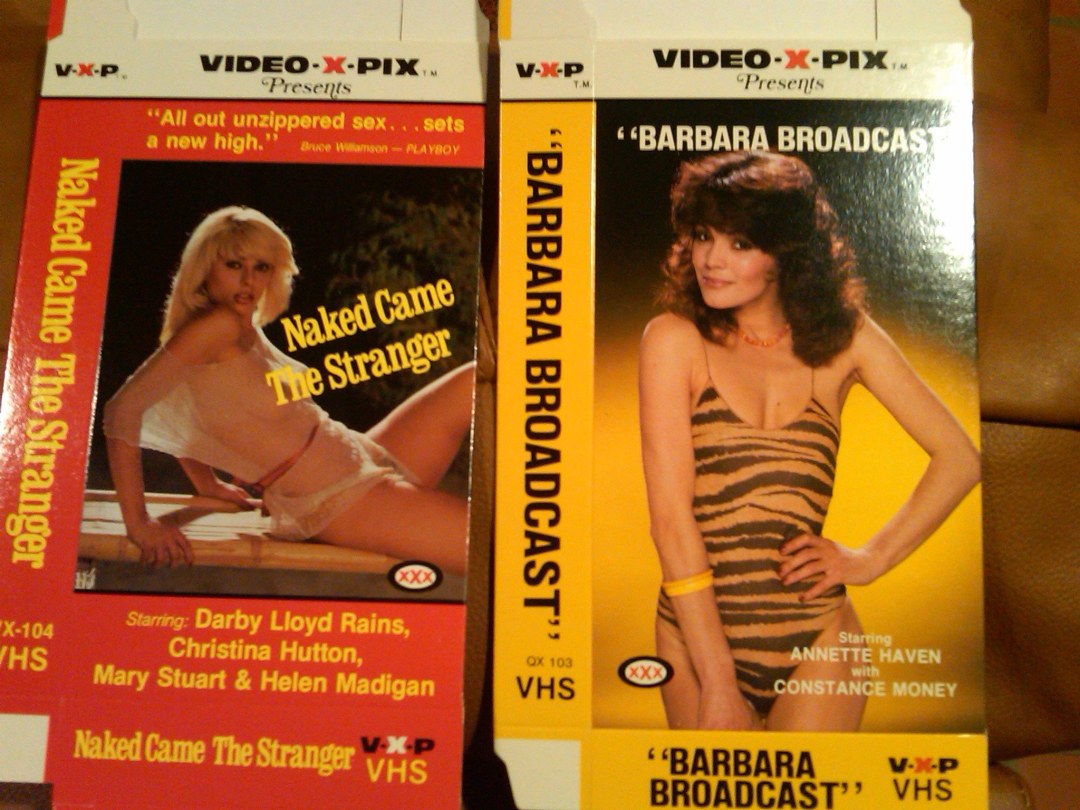 V-X-P
VIDEO-X-PIX T.M.
Presents
"All out unzippered sex...sets
a new high." Bruce Williamson — PLAYBOY
Naked Came The Stranger
Naked Came
The Stranger
XXX
Starring: Darby Lloyd Rains,
Christina Hutton,
Mary Stuart & Helen Madigan
X-104
VHS
Naked Came The Stranger V-X-P
VHS
V-X-P
T.M.
VIDEO-X-PIX T.M.
Presents
"BARBARA BROADCAST"
"BARBARA BROADCAST
XXX
Starring
ANNETTE HAVEN
with
CONSTANCE MONEY
QX 103
VHS
"BARBARA
BROADCAST"
V-X-P
VHS